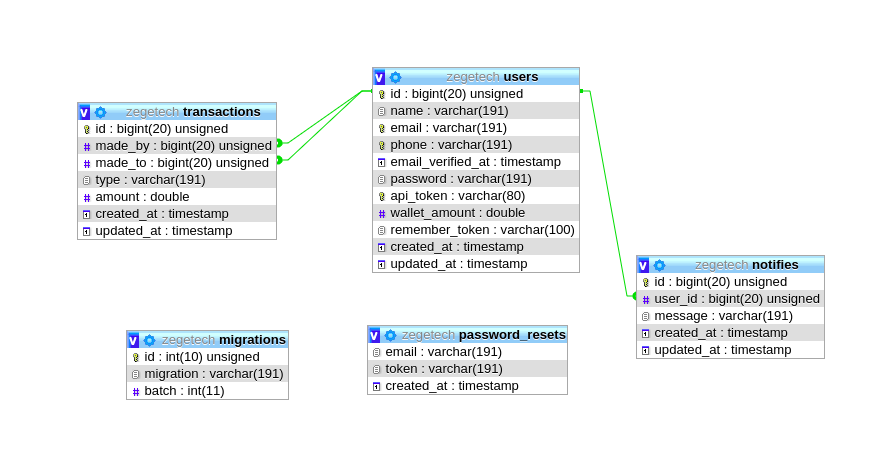 v zegetech users
id : bigint(20) unsigned
name : varchar(191)
email : varchar(191)
phone : varchar(191)
email_verified_at : timestamp
password : varchar(191)
api_token : varchar(80)
# wallet_amount : double
remember_token : varchar(100)
created_at : timestamp
updated_at : timestamp
v zegetech transactions
id : bigint(20) unsigned
# made_by : bigint(20) unsigned
# made_to : bigint(20) unsigned
type : varchar(191)
# amount : double
created_at : timestamp
updated_at : timestamp
v zegetech notifies
id : bigint(20) unsigned
# user_id : bigint(20) unsigned
message : varchar(191)
created_at : timestamp
updated_at : timestamp
v zegetech migrations
id : int(10) unsigned
migration : varchar(191)
# batch : int(11)
v zegetech password_resets
email : varchar(191)
token : varchar(191)
created_at : timestamp